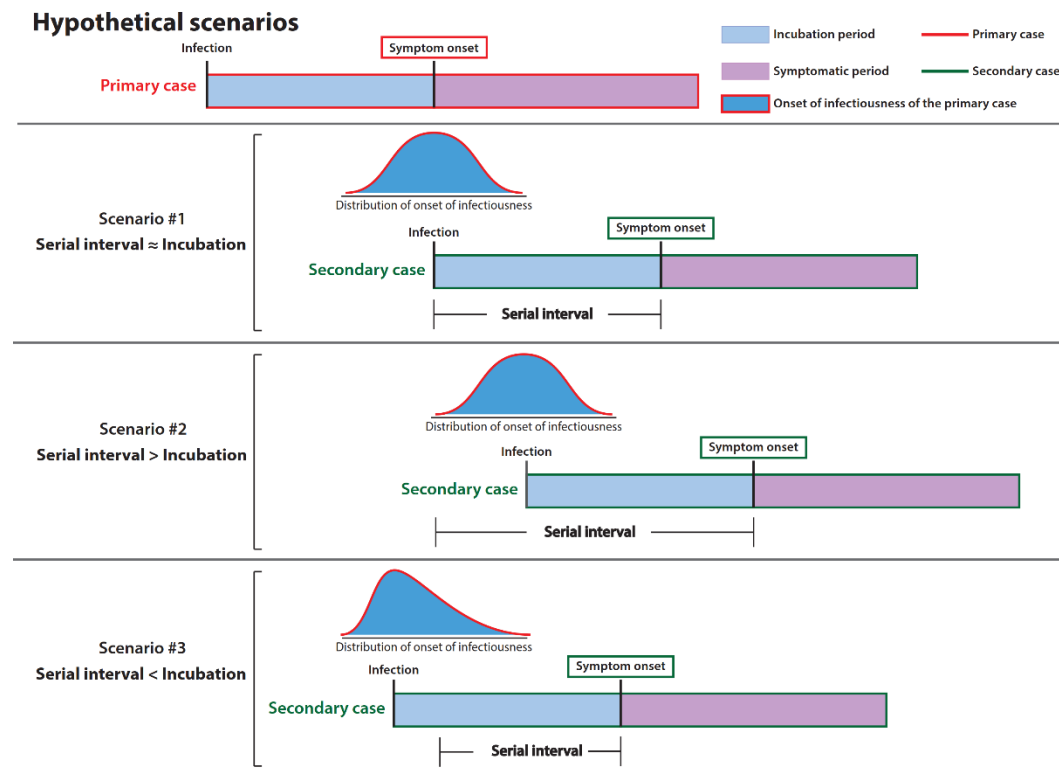 Hypothetical scenarios
Infection
Symptom onset
Primary case
Incubation period
Primary case
Symptomatic period
Secondary case
Onset of infectiousness of the primary case
Scenario #1
Serial interval ≈ Incubation
Distribution of onset of infectiousness
Infection
Symptom onset
Secondary case
Serial interval
Scenario #2
Serial interval > Incubation
Distribution of onset of infectiousness
Infection
Symptom onset
Secondary case
Serial interval
Scenario #3
Serial interval < Incubation
Distribution of onset of infectiousness
Infection
Symptom onset
Secondary case
Serial interval